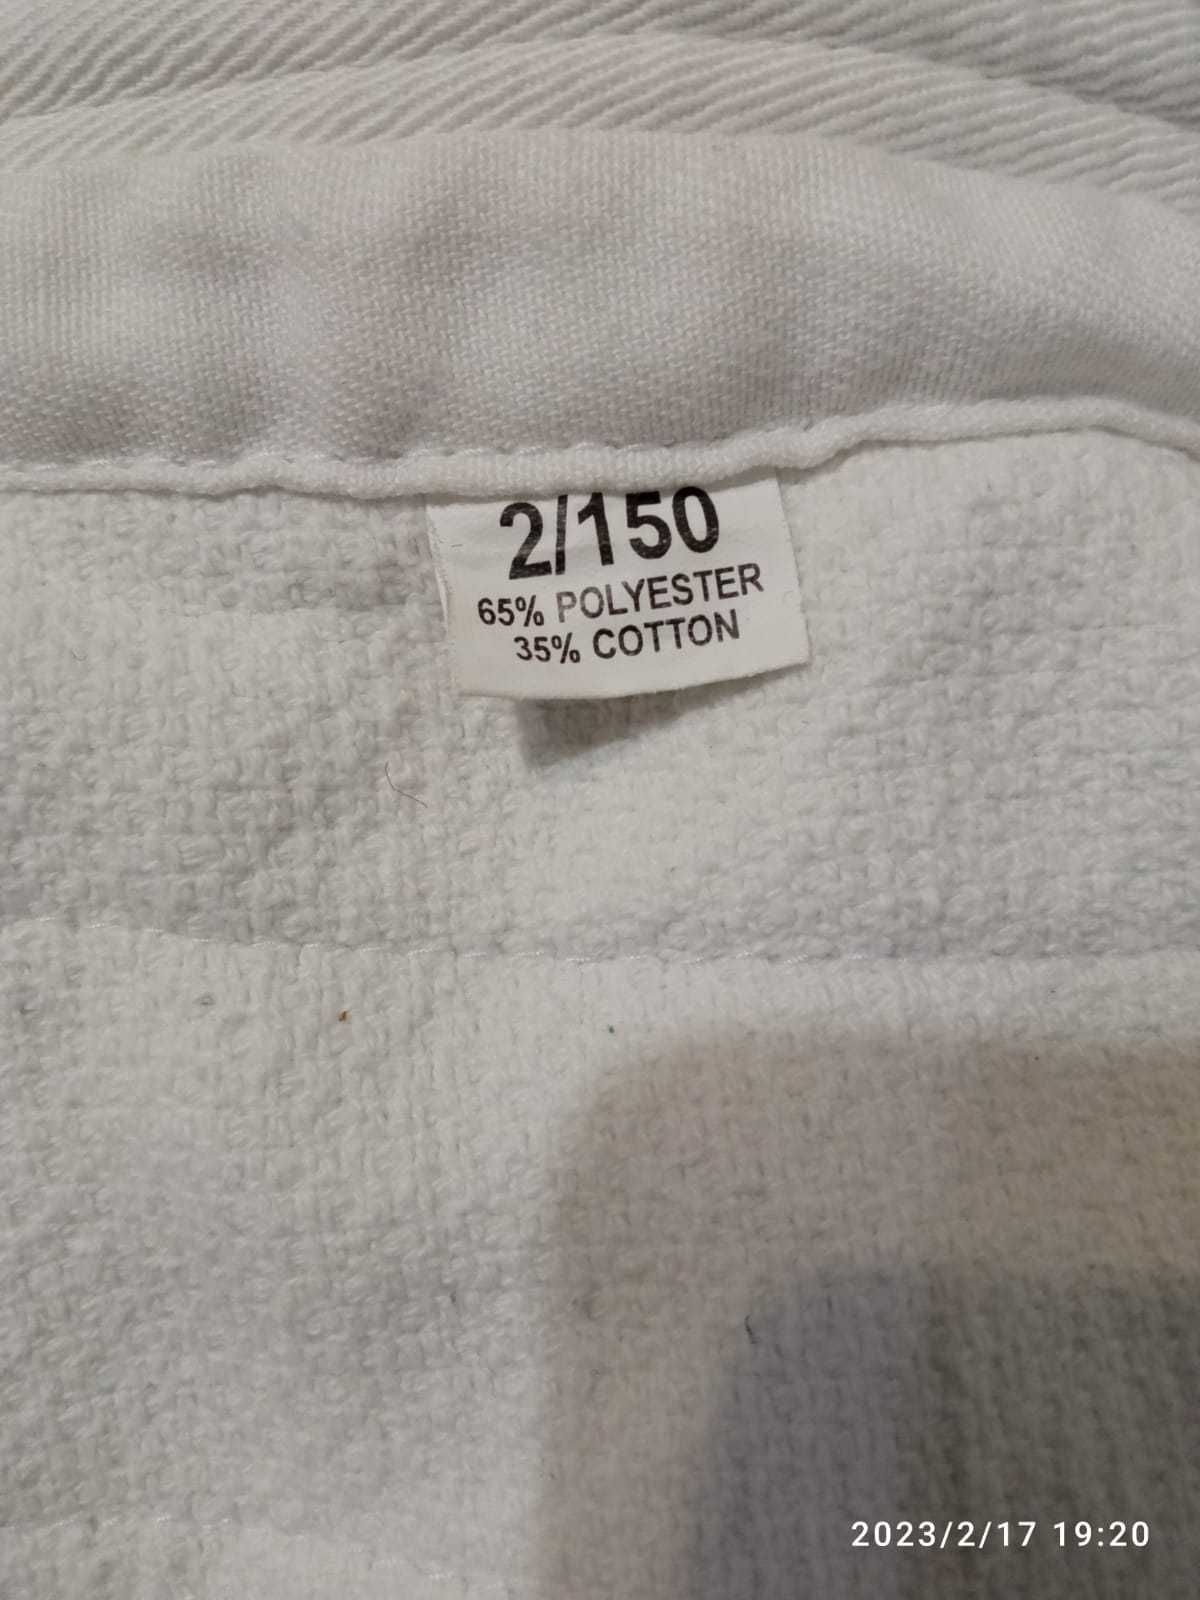 2/150
65% POLYESTER
35% COTTON
2023/2/17 19:20